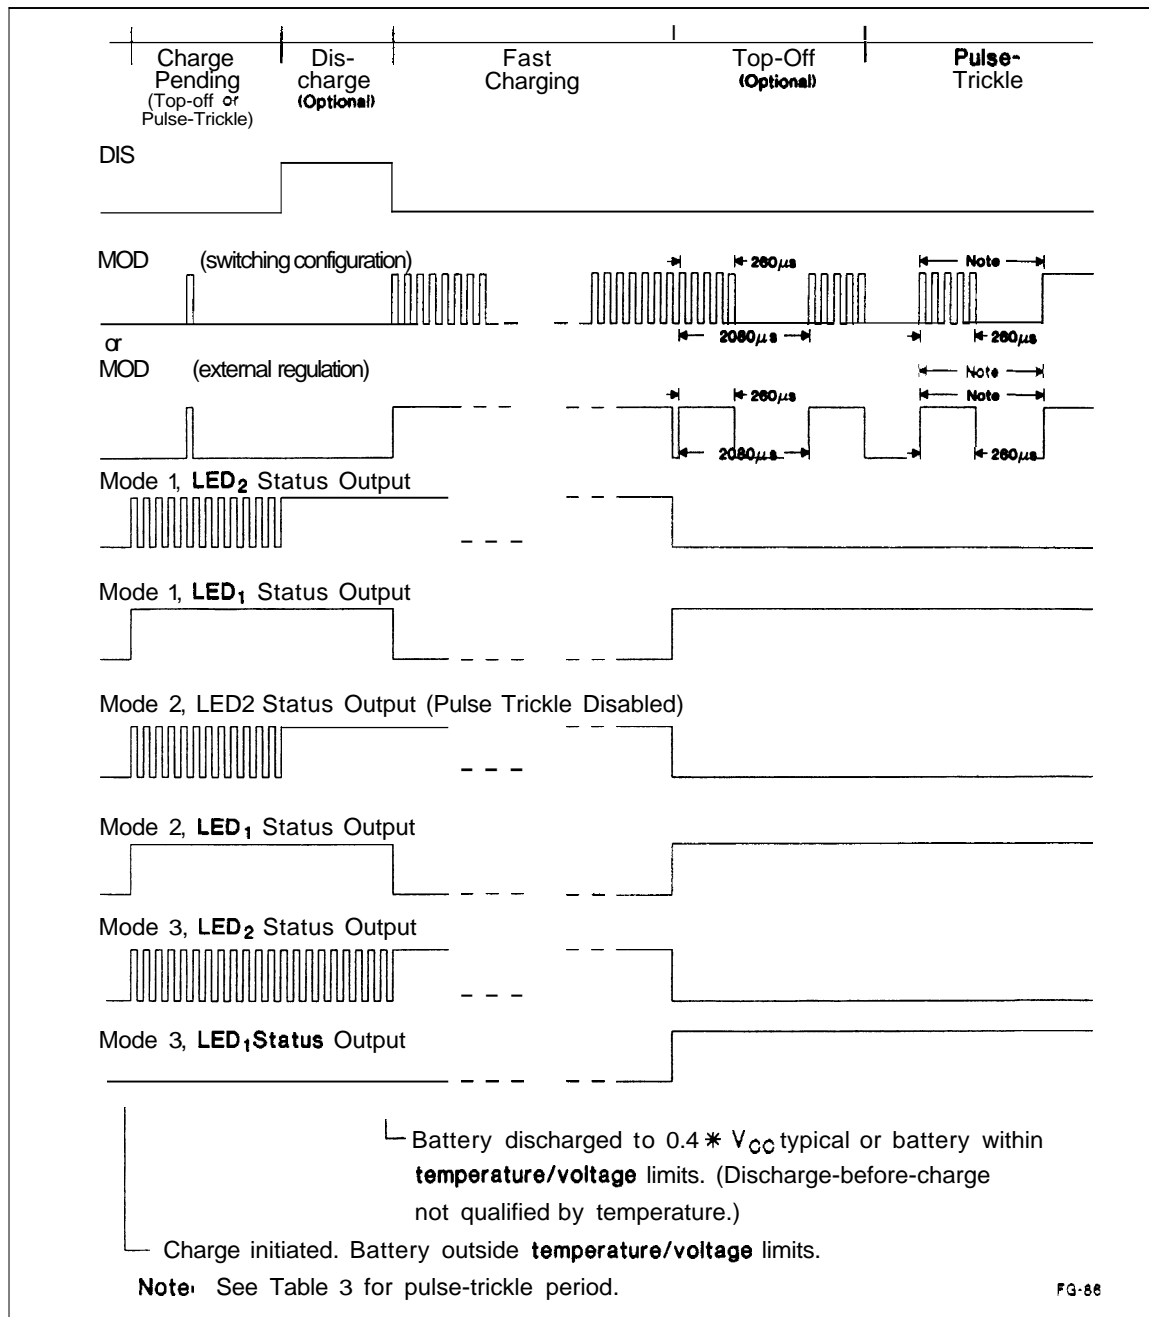 Charge Pending (Top-off or Pulse-Trickle)
Dis-charge (Optional)
Fast Charging
Top-Off (Optional)
Pulse-Trickle
DIS
MOD (switching configuration)
260µs
Note
2080µs
260µs
or
MOD (external regulation)
Note
260µs
Note
2080µs
260µs
Mode 1, LED2 Status Output
Mode 1, LED1 Status Output
Mode 2, LED2 Status Output (Pulse Trickle Disabled)
Mode 2, LED1 Status Output
Mode 3, LED2 Status Output
Mode 3, LED1Status Output
Battery discharged to 0.4 * VCC typical or battery within
temperature/voltage limits. (Discharge-before-charge
not qualified by temperature.)
Charge initiated. Battery outside temperature/voltage limits.
Note: See Table 3 for pulse-trickle period.
FG-86